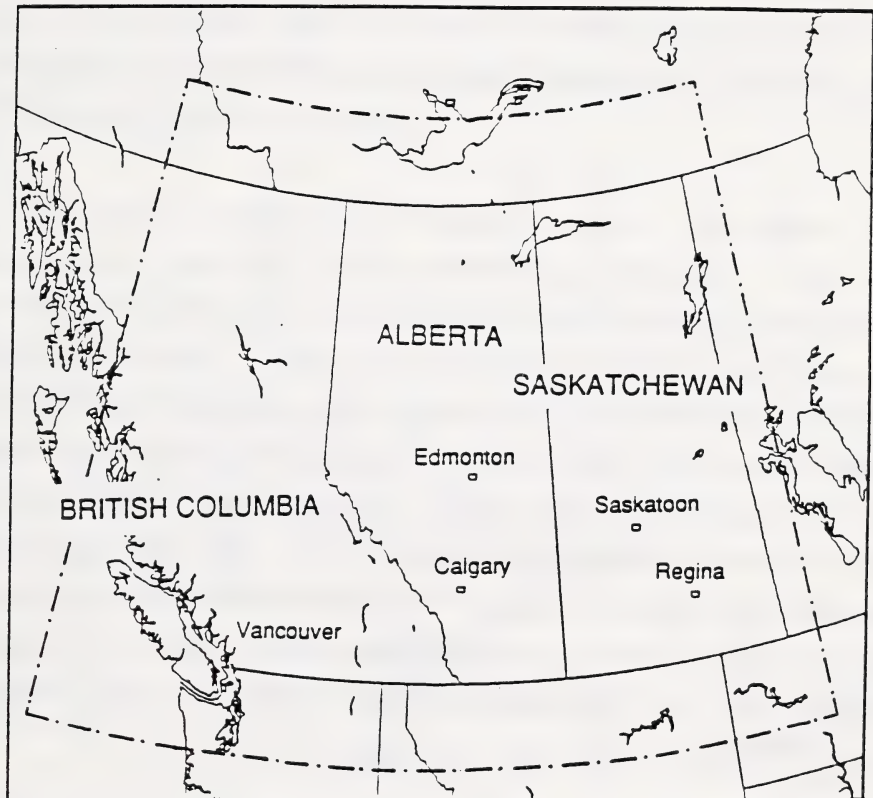 ALBERTA
SASKATCHEWAN
Edmonton
BRITISH COLUMBIA
Saskatoon
Calgary
Regina
Vancouver